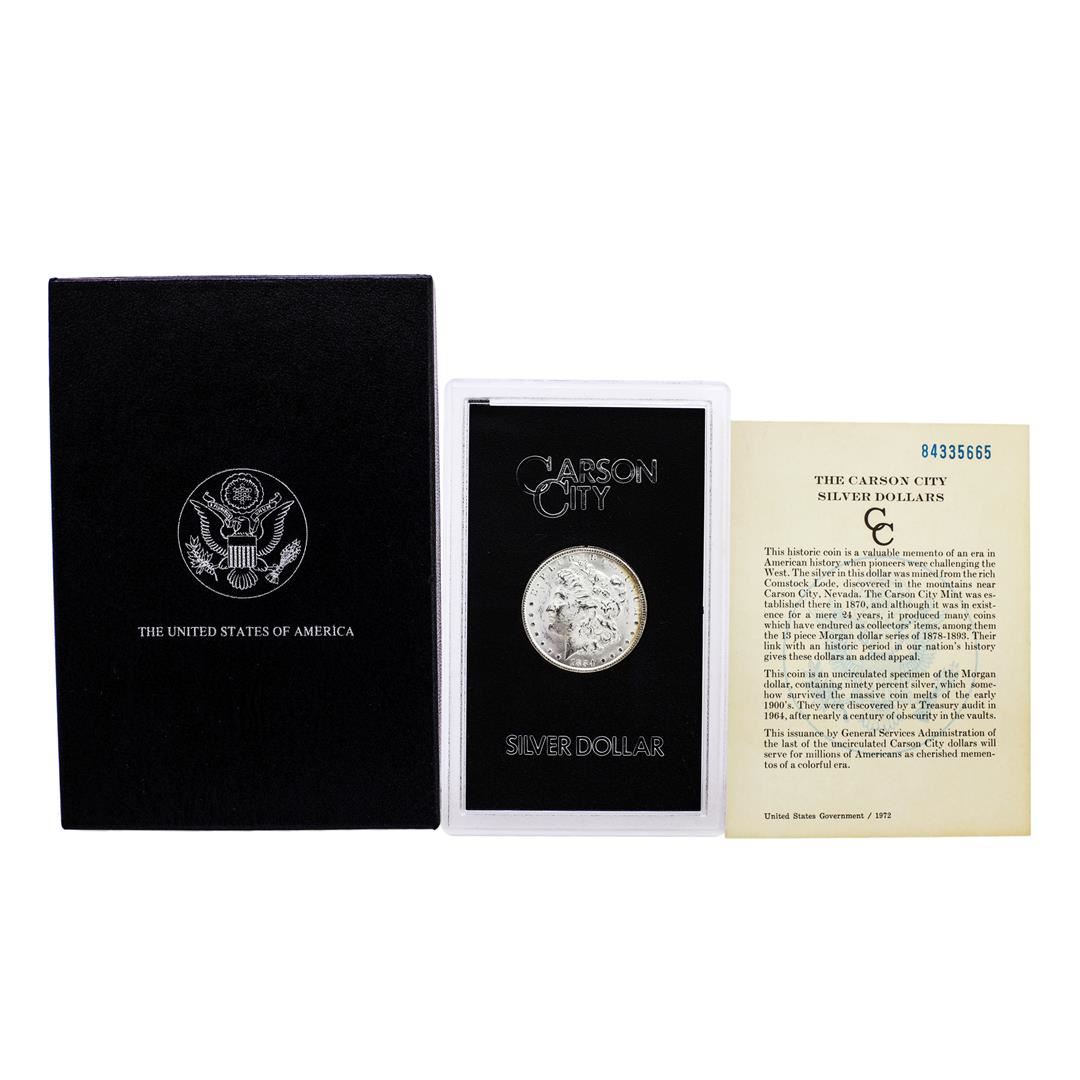 THE UNITED STATES OF AMERICA
CARSON
CITY
1884
SILVER DOLLAR
84335665
THE CARSON CITY
SILVER DOLLARS
CC
This historic coin is a valuable memento of an era in
American history when pioneers were challenging the
West. The silver in this dollar was mined from the rich
Comstock Lode, discovered in the mountains near
Carson City, Nevada. The Carson City Mint was es-
tablished there in 1870, and although it was in exist-
ence for a mere 24 years, it produced many coins
which have endured as collectors' items, among them
the 13 piece Morgan dollar series of 1878-1893. Their
link with an historic period in our nation's history
gives these dollars an added appeal.
This coin is an uncirculated specimen of the Morgan
dollar, containing ninety percent silver, which some-
how survived the massive coin melts of the early
1900's. They were discovered by a Treasury audit in
1964, after nearly a century of obscurity in the vaults.
This issuance by General Services Administration of
the last of the uncirculated Carson City dollars will
serve for millions of Americans as cherished memen-
tos of a colorful era.
United States Government / 1972